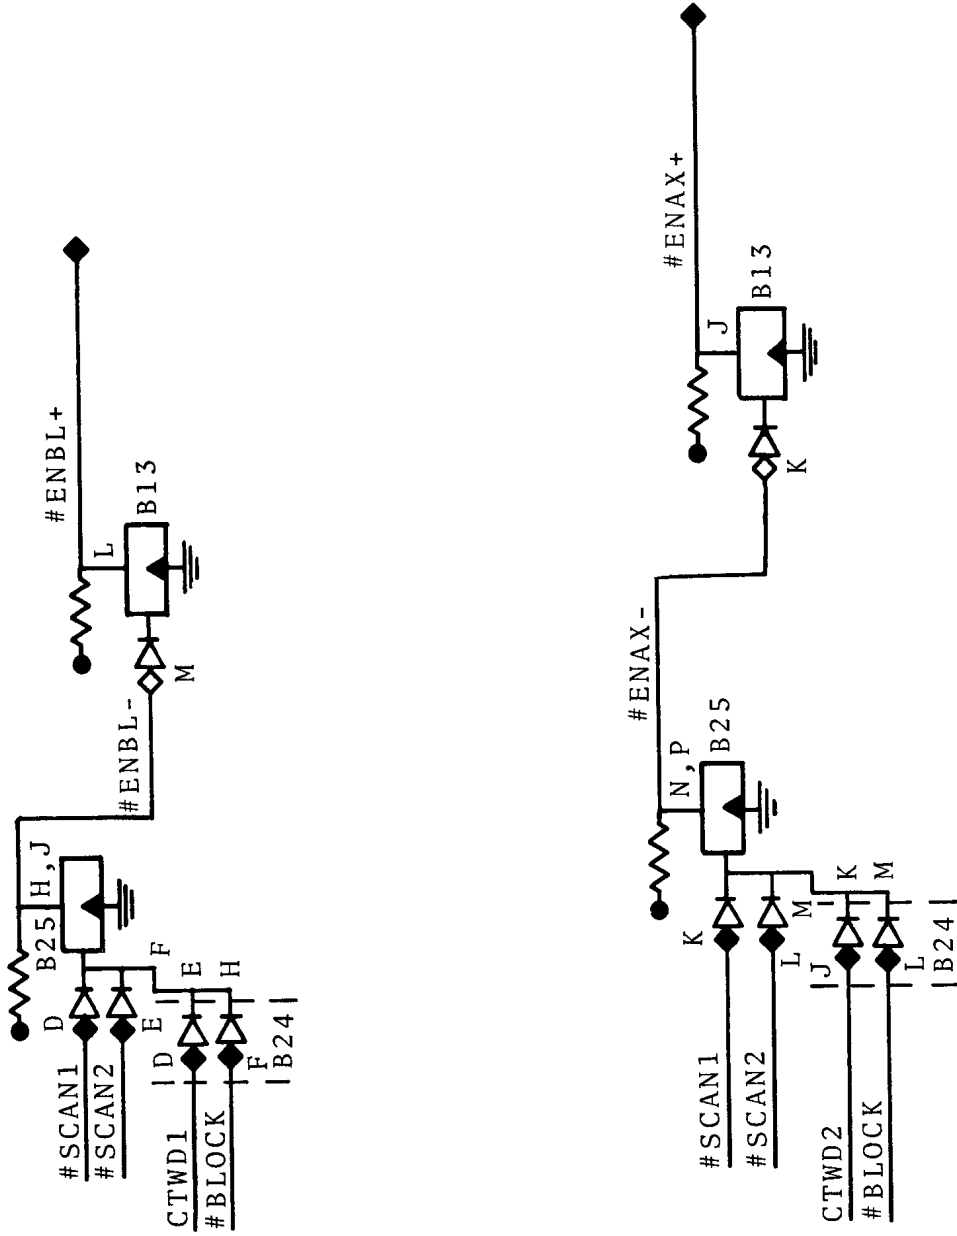 #ENBL+
L
B13
M
#ENBL-
H,J
B25
D
E
F
E
H
D
F
B24
#SCAN1
#SCAN2
CTWD1
#BLOCK
#ENAX+
J
B13
K
#ENAX-
N,P
B25
K
L
M
K
M
J
L
B24
#SCAN1
#SCAN2
CTWD2
#BLOCK